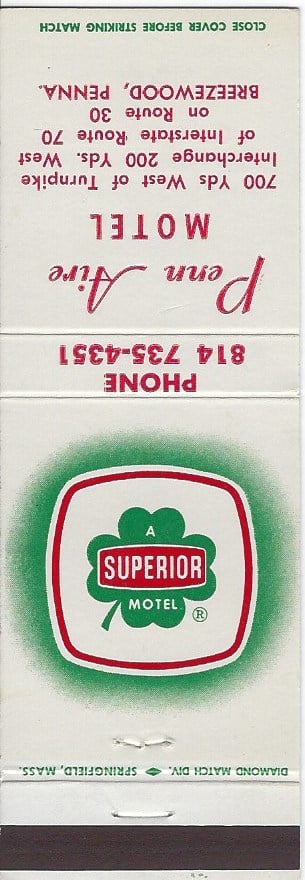 CLOSE COVER BEFORE STRIKING MATCH
Penn Aire
MOTEL
700 Yds West of Turnpike
Interchange 200 Yds. West
of Interstate Route 70
on Route 30
BREEZEWOOD, PENNA.
PHONE
814 735-4351
A
SUPERIOR
MOTEL
®
DIAMOND MATCH DIV. SPRINGFIELD, MASS.